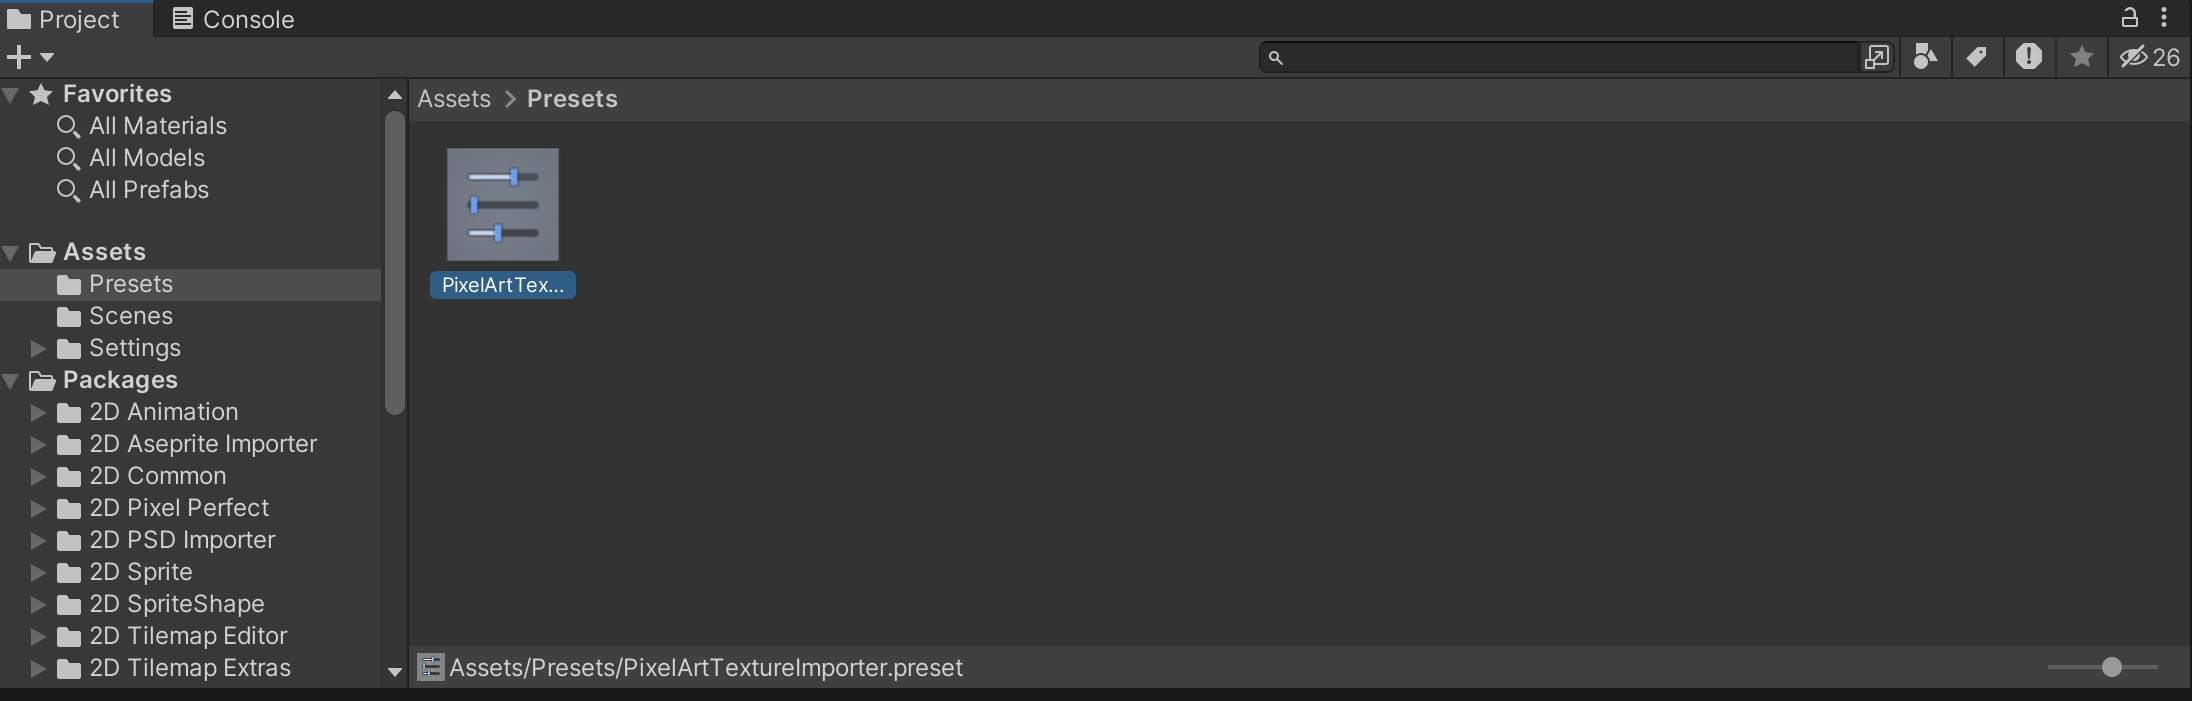 Project
Console
26
Favorites
All Materials
All Models
All Prefabs
Assets
Presets
Scenes
Settings
Packages
2D Animation
2D Aseprite Importer
2D Common
2D Pixel Perfect
2D PSD Importer
2D Sprite
2D SpriteShape
2D Tilemap Editor
2D Tilemap Extras
Assets > Presets
PixelArtTex...
Assets/Presets/PixelArtTextureImporter.preset